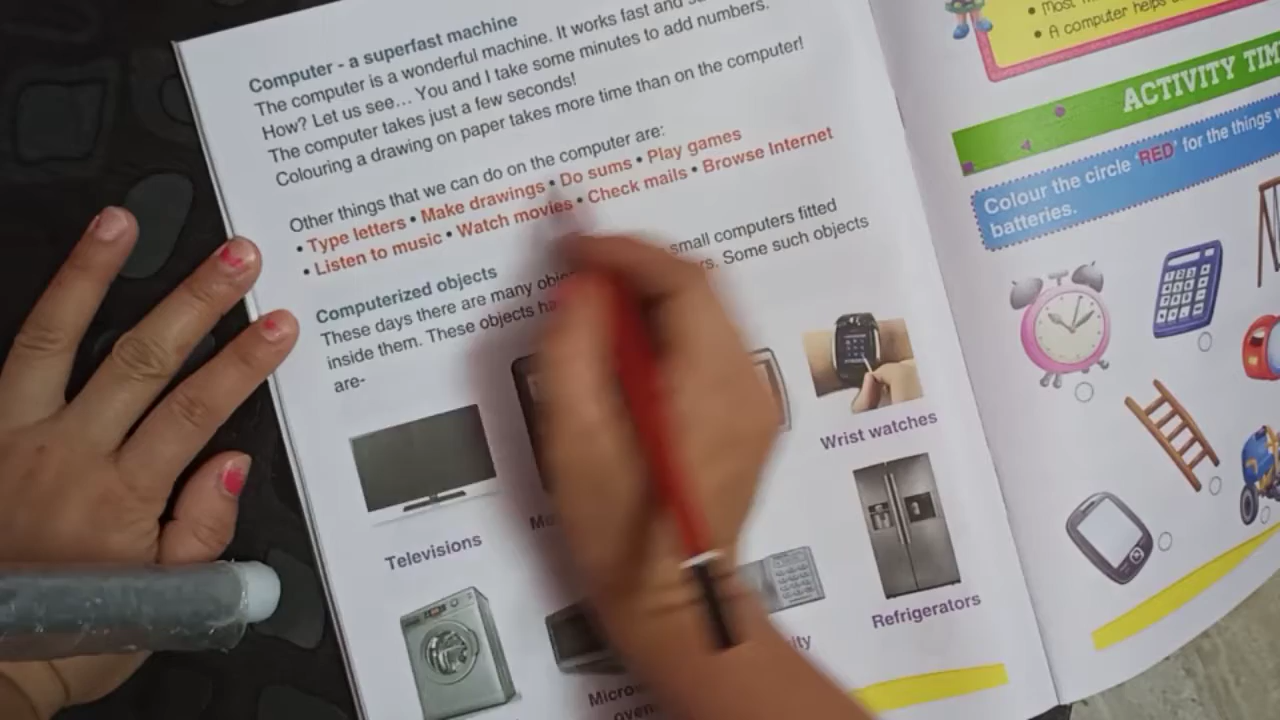 Computer - a superfast machine
The computer is a wonderful machine. It works fast and
How? Let us see... You and I take some minutes to add numbers.
The computer takes just a few seconds!
Colouring a drawing on paper takes more time than on the computer!
Other things that we can do on the computer are:
• Type letters • Make drawings • Do sums • Play games
• Listen to music • Watch movies • Check mails • Browse Internet
Computerized objects
These days there are many small computers fitted
inside them. These objects Some such objects
are-
Televisions
Wrist watches
Refrigerators
• Most
• A computer helps
ACTIVITY
Colour the circle 'RED' for the things
batteries.